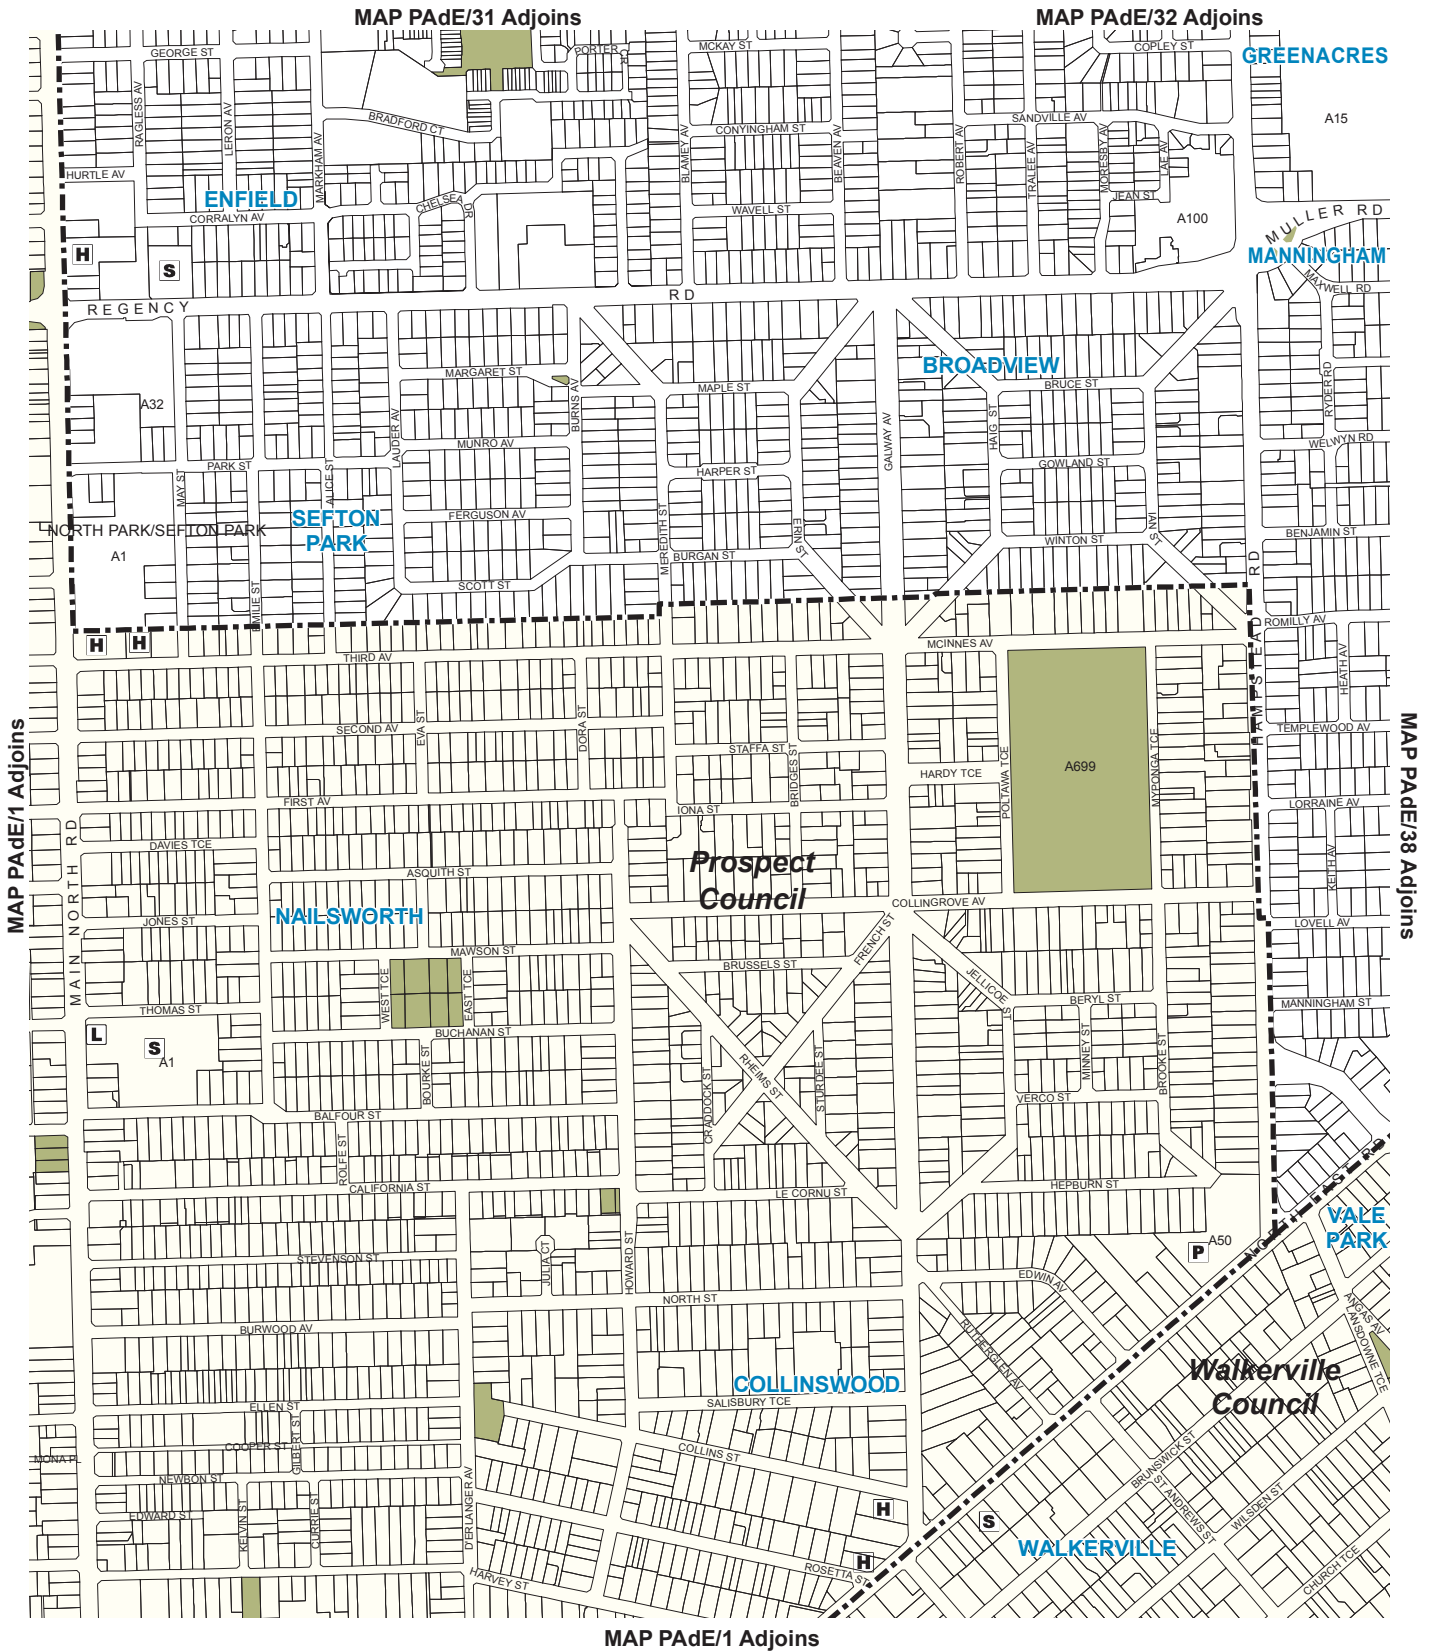 MAP PAdE/31 Adjoins
MAP PAdE/32 Adjoins
GEORGE ST
PORTER CR
MCKAY ST
COPLEY ST
GREENACRES
RAGLESS AV
LERON AV
MARKHAM AV
BRADFORD CT
CONYINGHAM ST
BLAMEY AV
BEAVEN AV
ROBERT AV
SANDVILLE AV
TRALEE AV
MORESBY AV
LAE AV
A15
HURTLE AV
ENFIELD
CORRALYN AV
CHELSEA DR
WAVELL ST
JEAN ST
A100
MULLER RD
MANNINGHAM
MAXWELL RD
H
S
REGENCY RD
MARGARET ST
BURNS AV
MAPLE ST
BROADVIEW
BRUCE ST
RYDER RD
A32
LAUDER AV
MUNRO AV
GALWAY AV
HAIG ST
WELWYN RD
PARK ST
MAY ST
ALICE ST
HARPER ST
GOWLAND ST
SEFTON
PARK
NORTH PARK/SEFTON PARK
A1
FERGUSON AV
MEREDITH ST
ERIN ST
IAN ST
WINTON ST
BENJAMIN ST
BURGAN ST
SCOTT ST
EMILIE ST
H
H
THIRD AV
MCINNES AV
HAMPSTEAD RD
ROMILLY AV
HEATH AV
MAP PAdE/1 Adjoins
MAP PAdE/38 Adjoins
SECOND AV
EVA ST
DORA ST
STAFFA ST
BRIDGES ST
HARDY TCE
POLTAWA TCE
A699
MYPONGA TCE
TEMPLEWOOD AV
FIRST AV
IONA ST
LORRAINE AV
MAIN NORTH RD
DAVIES TCE
ASQUITH ST
Prospect
Council
KEITH AV
COLLINGROVE AV
JONES ST
NAILSWORTH
LOVELL AV
MAWSON ST
FRENCH ST
BRUSSELS ST
JELLICOE ST
WEST TCE
EAST TCE
THOMAS ST
BERYL ST
MANNINGHAM ST
L
S
A1
BUCHANAN ST
BOURKE ST
CRADDOCK ST
RHEIMS ST
STURDEE ST
MINNEY ST
BROOKE ST
BALFOUR ST
VERCO ST
ROLFE ST
CALIFORNIA ST
LE CORNU ST
HEPBURN ST
NORTH EAST RD
VALE
PARK
P
A50
STEVENSON ST
JULIA CT
HOWARD ST
EDWIN AV
NORTH ST
ANGAS AV
LANSDOWNE TCE
BURWOOD AV
RUTHERGLEN AV
Walkerville
Council
COLLINSWOOD
ELLEN ST
SALISBURY TCE
GILBERT ST
COOPER ST
COLLINS ST
MONA PL
NEWBON ST
BRUNSWICK ST
ST ANDREWS ST
WILSDEN ST
EDWARD ST
KEVIN ST
CURRIE ST
D'ERLANGER AV
H
S
WALKERVILLE
H
ROSETTA ST
HARVEY ST
CHURCH TCE
MAP PAdE/1 Adjoins